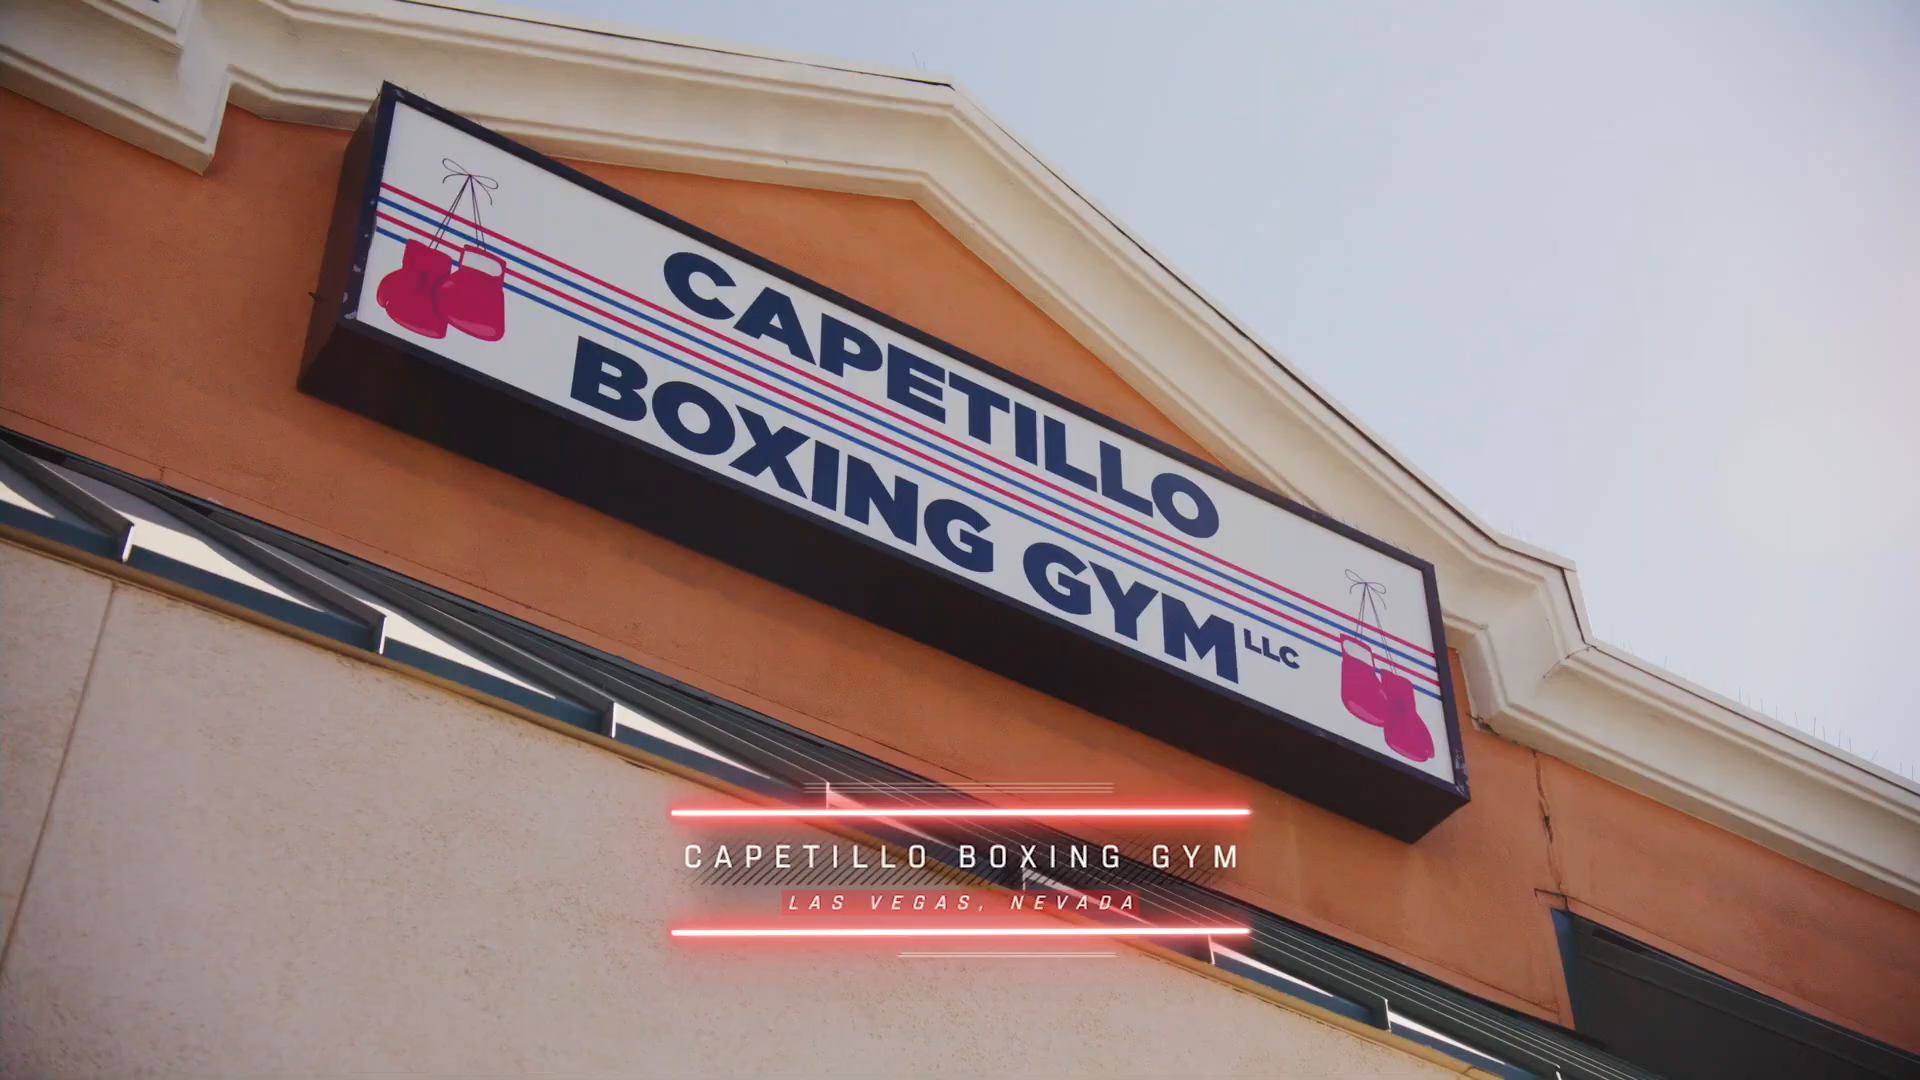 CAPETILLO
BOXING GYM LLC
CAPETILLO BOXING GYM
LAS VEGAS, NEVADA